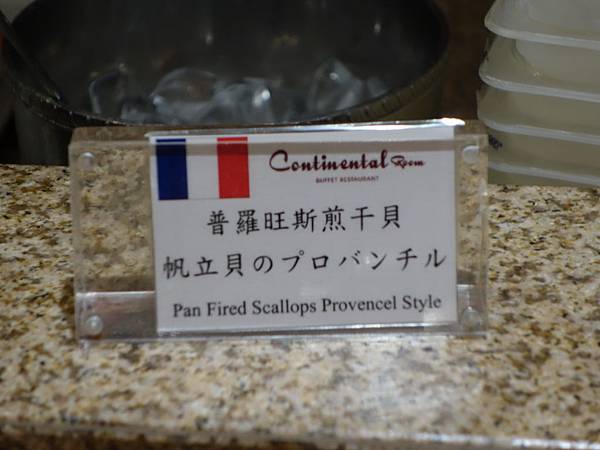 Continental Room
BUFFET RESTAURANT
普羅旺斯煎干貝
帆立貝のプロバンチル
Pan Fired Scallops Provencel Style